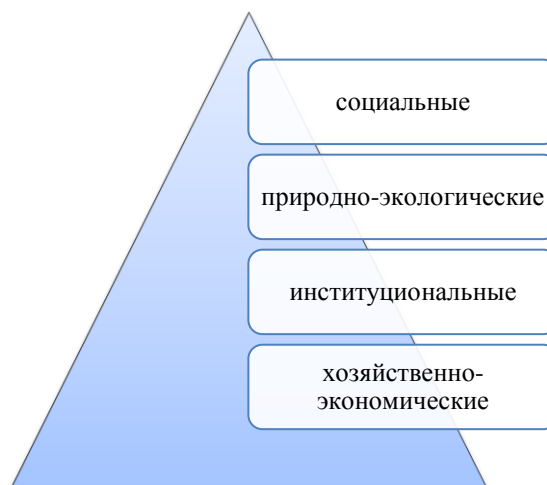 социальные
природно-экологические
институциональные
хозяйственно-
экономические